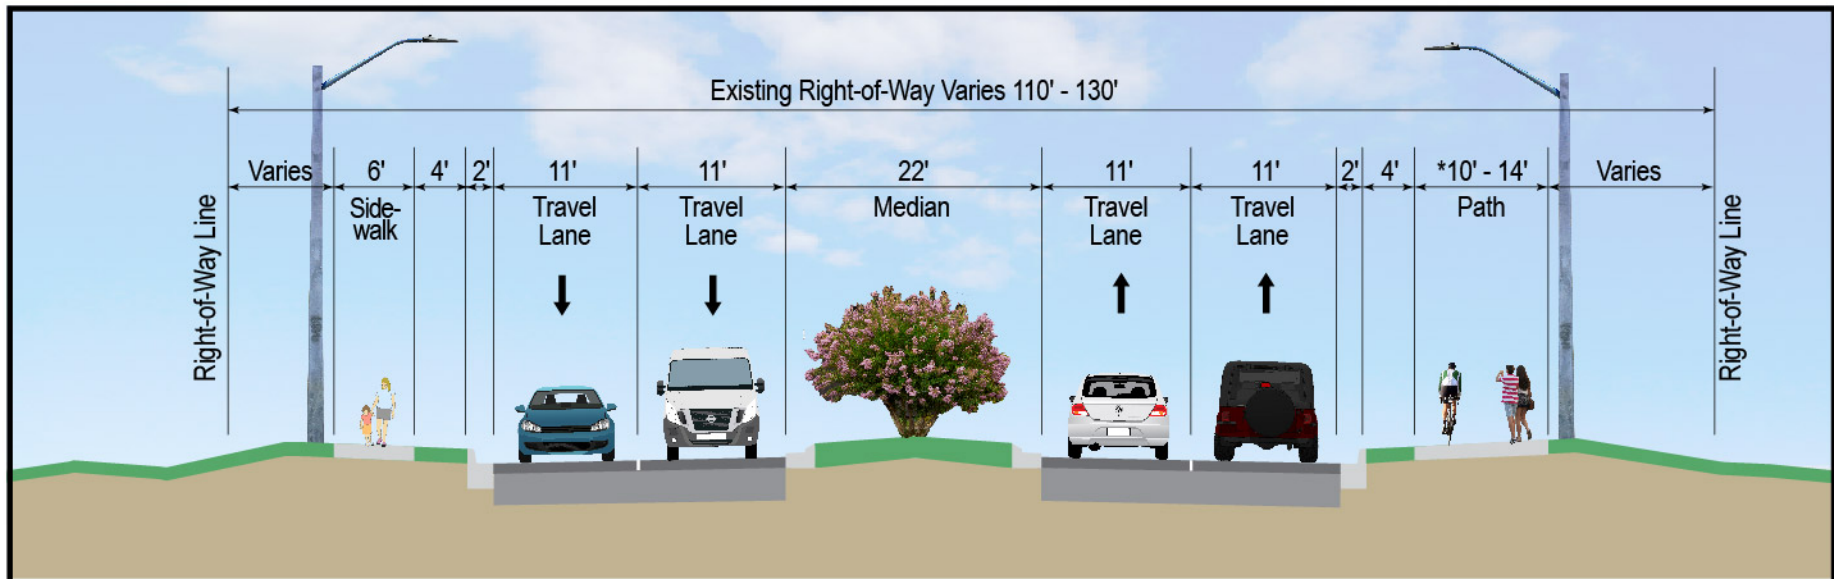 Existing Right-of-Way Varies 110' - 130'
Varies 6' 4' 2' 11' 11' 22' 11' 11' 2' 4' *10' - 14' Varies
Side-
walk
Travel
Lane
Travel
Lane
Median
Travel
Lane
Travel
Lane
Path
Right-of-Way Line
Right-of-Way Line